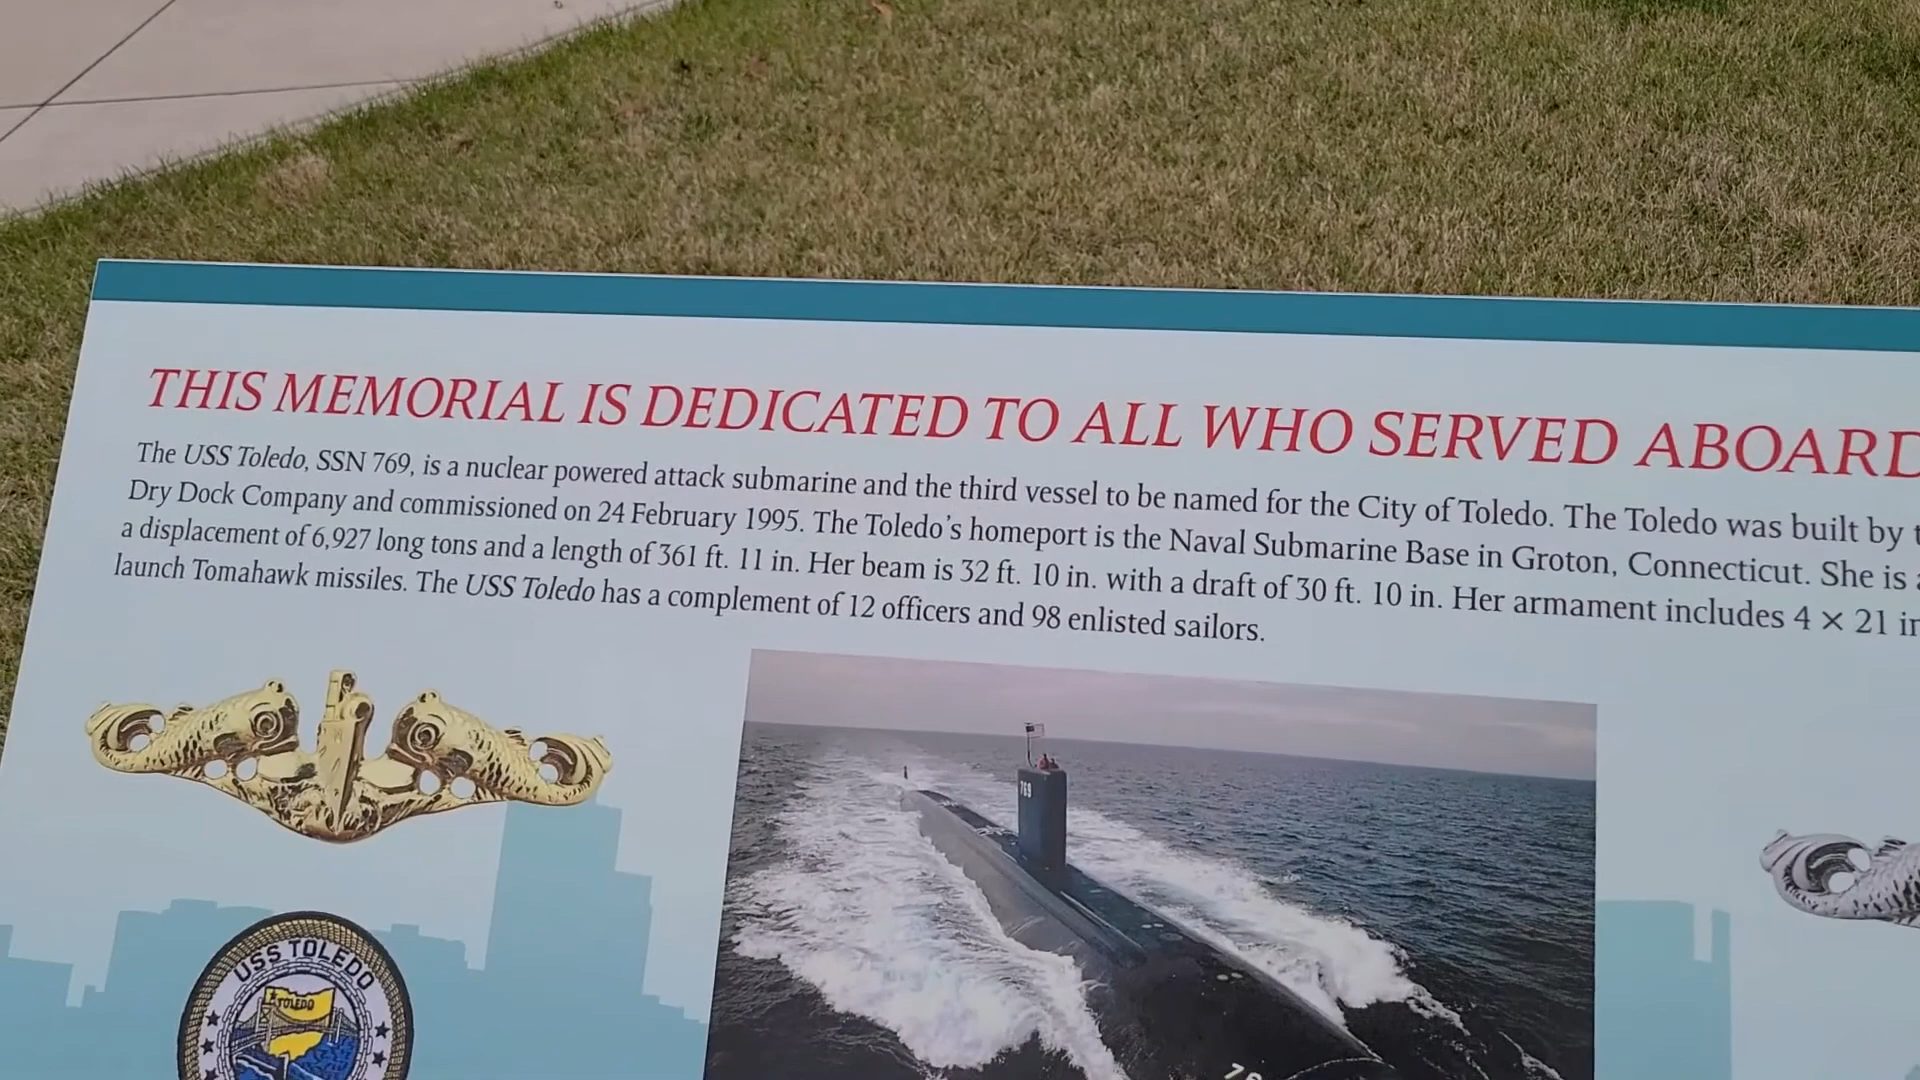 THIS MEMORIAL IS DEDICATED TO ALL WHO SERVED ABOARD
The USS Toledo, SSN 769, is a nuclear powered attack submarine and the third vessel to be named for the City of Toledo. The Toledo was built by
Dry Dock Company and commissioned on 24 February 1995. The Toledo's homeport is the Naval Submarine Base in Groton, Connecticut. She is
a displacement of 6,927 long tons and a length of 361 ft. 11 in. Her beam is 32 ft. 10 in. with a draft of 30 ft. 10 in. Her armament includes 4 × 21 in
launch Tomahawk missiles. The USS Toledo has a complement of 12 officers and 98 enlisted sailors.
769
USS TOLEDO
TOLEDO